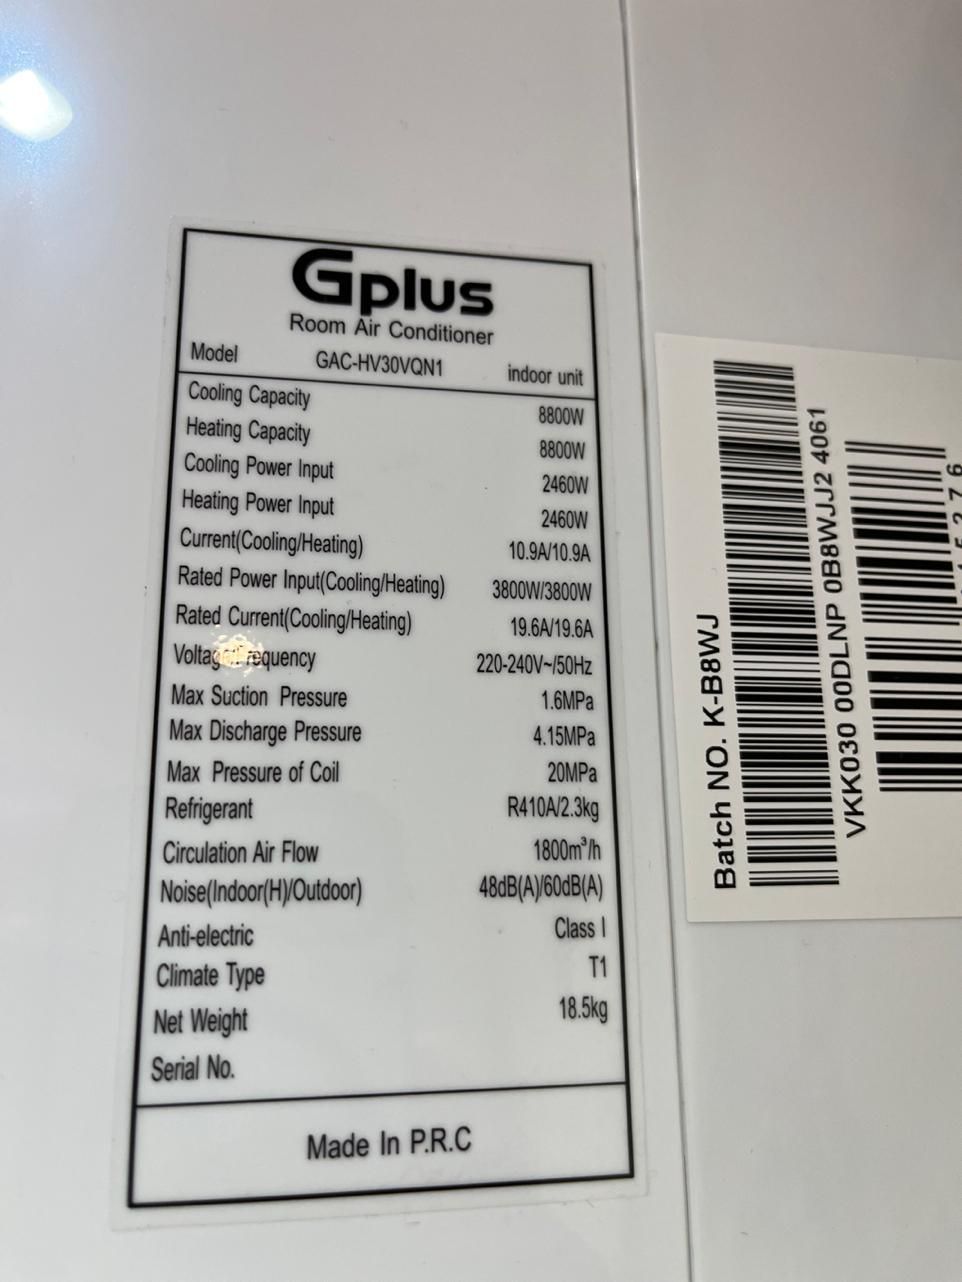 Gplus
Room Air Conditioner
Model GAC-HV30VQN1 indoor unit
Cooling Capacity 8800W
Heating Capacity 8800W
Cooling Power Input 2460W
Heating Power Input 2460W
Current(Cooling/Heating) 10.9A/10.9A
Rated Power Input(Cooling/Heating) 3800W/3800W
Rated Current(Cooling/Heating) 19.6A/19.6A
Voltage/Frequency 220-240V~/50Hz
Max Suction Pressure 1.6MPa
Max Discharge Pressure 4.15MPa
Max Pressure of Coil 20MPa
Refrigerant R410A/2.3kg
Circulation Air Flow 1800m³/h
Noise(Indoor(H)/Outdoor) 48dB(A)/60dB(A)
Anti-electric Class I
Climate Type T1
Net Weight 18.5kg
Serial No.
Made In P.R.C
Batch NO. K-B8WJ
VKK030 00DLNP 0B8WJJ2 4061